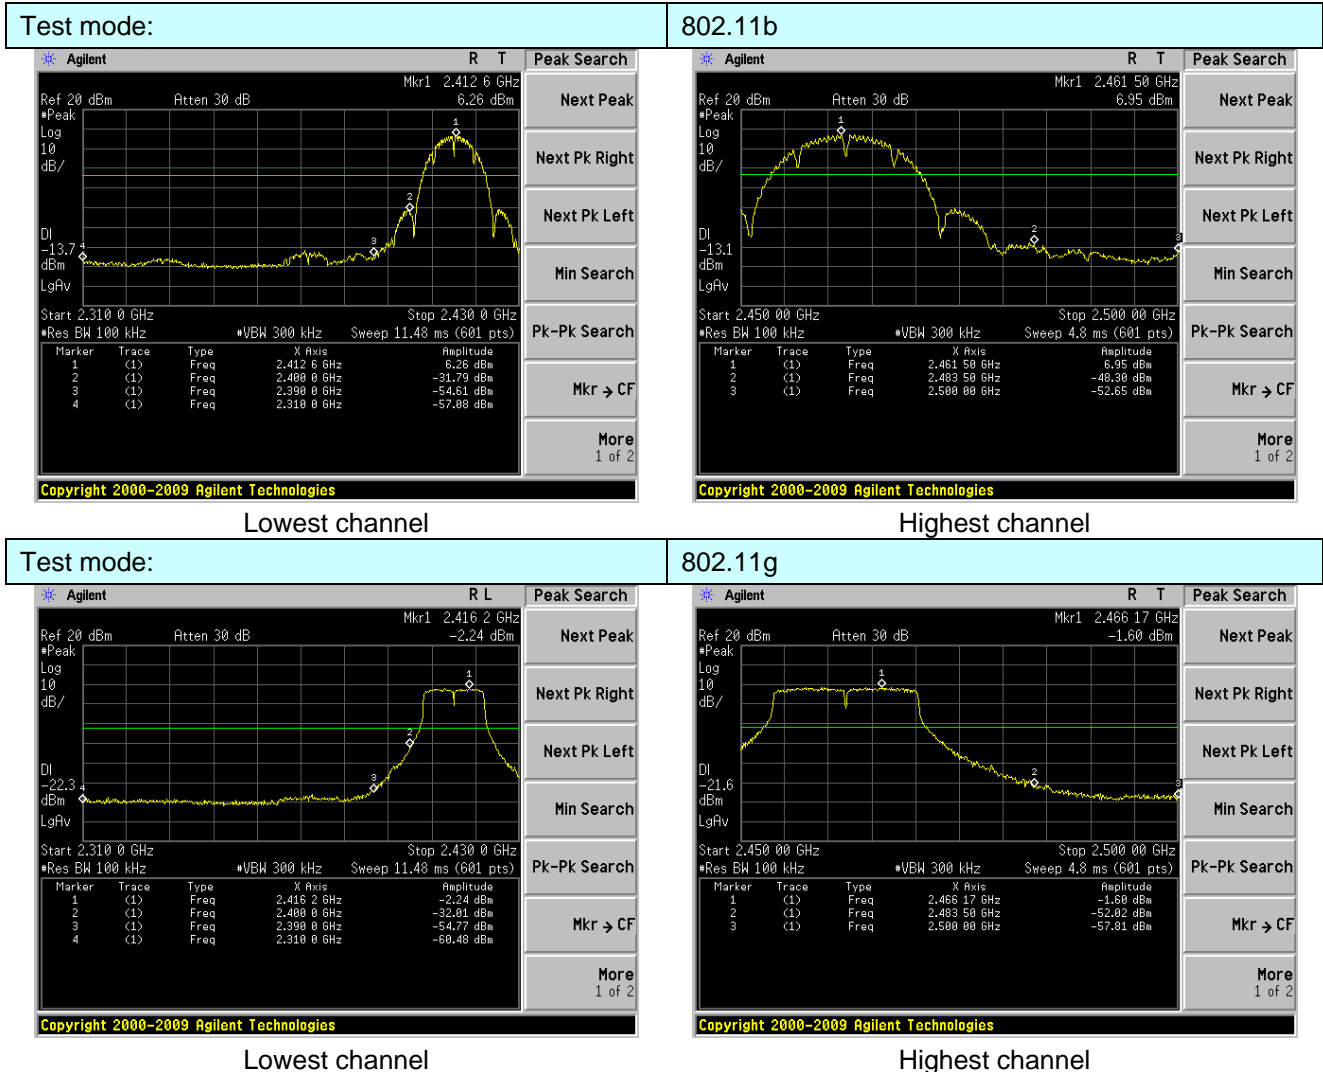 Test mode: 802.11b
Agilent R T Peak Search
Mkr1 2.412 6 GHz
Ref 20 dBm Atten 30 dB 6.26 dBm Next Peak
#Peak
Log
10
dB/
1
2
3
4
Next Pk Right
Next Pk Left
DI
-13.7
dBm
LgAv
Min Search
Start 2.310 0 GHz Stop 2.430 0 GHz
#Res BW 100 kHz #VBW 300 kHz Sweep 11.48 ms (601 pts) Pk-Pk Search
Marker Trace Type X Axis Amplitude
1 (1) Freq 2.412 6 GHz 6.26 dBm
2 (1) Freq 2.400 0 GHz -31.79 dBm
3 (1) Freq 2.390 0 GHz -54.61 dBm
4 (1) Freq 2.310 0 GHz -57.08 dBm
Mkr → CF
More
1 of 2
Copyright 2000-2009 Agilent Technologies
Lowest channel
Agilent R T Peak Search
Mkr1 2.461 50 GHz
Ref 20 dBm Atten 30 dB 6.95 dBm Next Peak
#Peak
Log
10
dB/
1
2
3
Next Pk Right
Next Pk Left
DI
-13.1
dBm
LgAv
Min Search
Start 2.450 00 GHz Stop 2.500 00 GHz
#Res BW 100 kHz #VBW 300 kHz Sweep 4.8 ms (601 pts) Pk-Pk Search
Marker Trace Type X Axis Amplitude
1 (1) Freq 2.461 50 GHz 6.95 dBm
2 (1) Freq 2.483 50 GHz -48.30 dBm
3 (1) Freq 2.500 00 GHz -52.65 dBm
Mkr → CF
More
1 of 2
Copyright 2000-2009 Agilent Technologies
Highest channel
Test mode: 802.11g
Agilent R L Peak Search
Mkr1 2.416 2 GHz
Ref 20 dBm Atten 30 dB -2.24 dBm Next Peak
#Peak
Log
10
dB/
1
2
3
4
Next Pk Right
Next Pk Left
DI
-22.3
dBm
LgAv
Min Search
Start 2.310 0 GHz Stop 2.430 0 GHz
#Res BW 100 kHz #VBW 300 kHz Sweep 11.48 ms (601 pts) Pk-Pk Search
Marker Trace Type X Axis Amplitude
1 (1) Freq 2.416 2 GHz -2.24 dBm
2 (1) Freq 2.400 0 GHz -32.01 dBm
3 (1) Freq 2.390 0 GHz -54.77 dBm
4 (1) Freq 2.310 0 GHz -60.48 dBm
Mkr → CF
More
1 of 2
Copyright 2000-2009 Agilent Technologies
Lowest channel
Agilent R T Peak Search
Mkr1 2.466 17 GHz
Ref 20 dBm Atten 30 dB -1.60 dBm Next Peak
#Peak
Log
10
dB/
1
2
3
Next Pk Right
Next Pk Left
DI
-21.6
dBm
LgAv
Min Search
Start 2.450 00 GHz Stop 2.500 00 GHz
#Res BW 100 kHz #VBW 300 kHz Sweep 4.8 ms (601 pts) Pk-Pk Search
Marker Trace Type X Axis Amplitude
1 (1) Freq 2.466 17 GHz -1.60 dBm
2 (1) Freq 2.483 50 GHz -52.02 dBm
3 (1) Freq 2.500 00 GHz -57.81 dBm
Mkr → CF
More
1 of 2
Copyright 2000-2009 Agilent Technologies
Highest channel